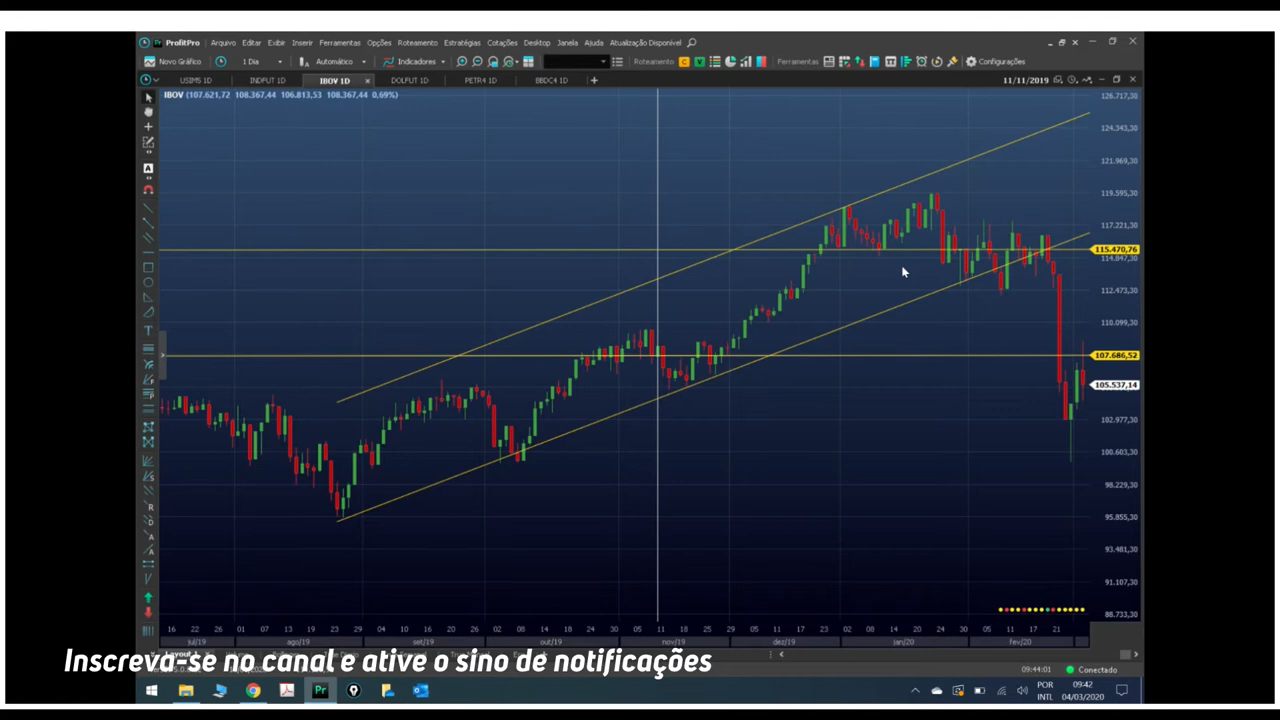 ProfitPro Arquivo Editar Exibir Inserir Ferramentas Opções Roteamento Estratégias Cotações Desktop Janela Ajuda Atualização Disponível
Novo Gráfico 1 Dia Automático Indicadores Roteamento C V Ferramentas Configurações
USIM5 1D INDFUT 1D IBOV 1D DOLFUT 1D PETR4 1D BBDC4 1D + 11/11/2019
IBOV (107.621,72 108.367,44 106.813,53 108.367,44 0,69%)
126.717,30
124.343,30
121.969,30
119.595,30
117.221,30
115.470,76
114.847,30
112.473,30
110.099,30
107.686,52
105.537,14
102.977,30
100.603,30
98.229,30
95.855,30
93.481,30
91.107,30
88.733,30
16 22 25 01 07 13 19 23 29 04 10 16 20 26 02 08 14 18 24 30 05 11 19 25 29 05 11 17 23 02 08 14 20 24 30 05 11 17 21
jul/19 ago/19 set/19 out/19 nov/19 dez/19 jan/20 fev/20
Inscreva-se no canal e ative o sino de notificações
09:44:01 Conectado
POR 09:42
INTL 04/03/2020